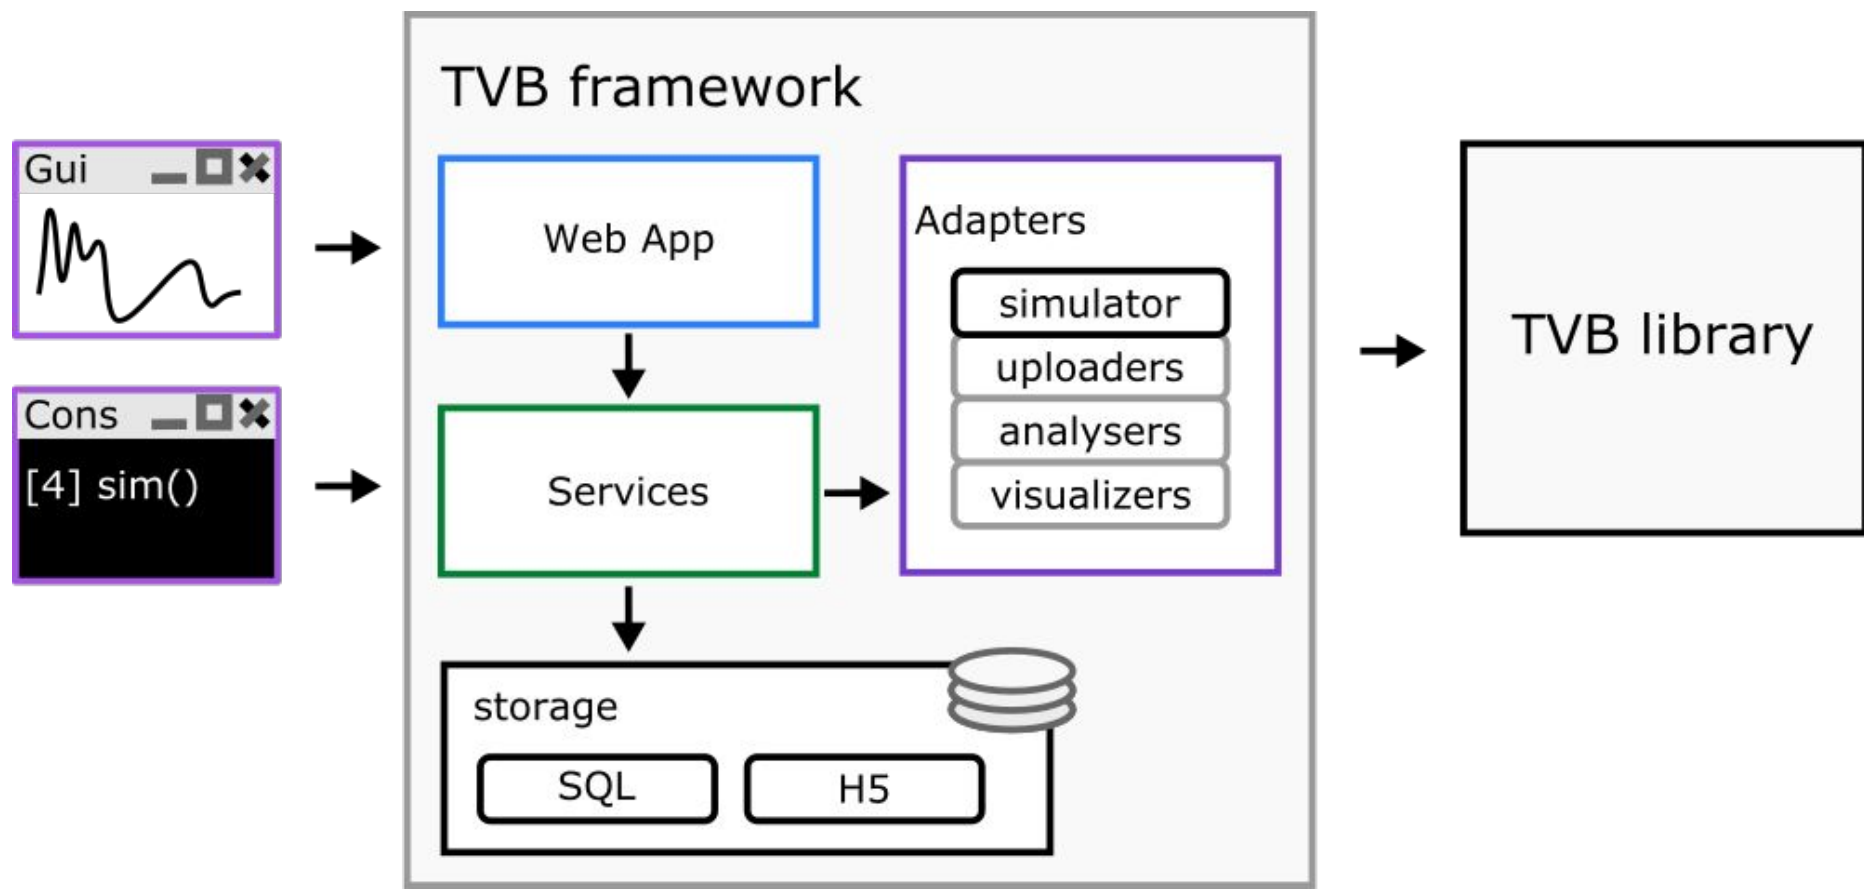 TVB framework
Gui
Web App
Adapters
simulator
uploaders
analysers
visualizers
TVB library
Cons
[4] sim()
Services
storage
SQL
H5